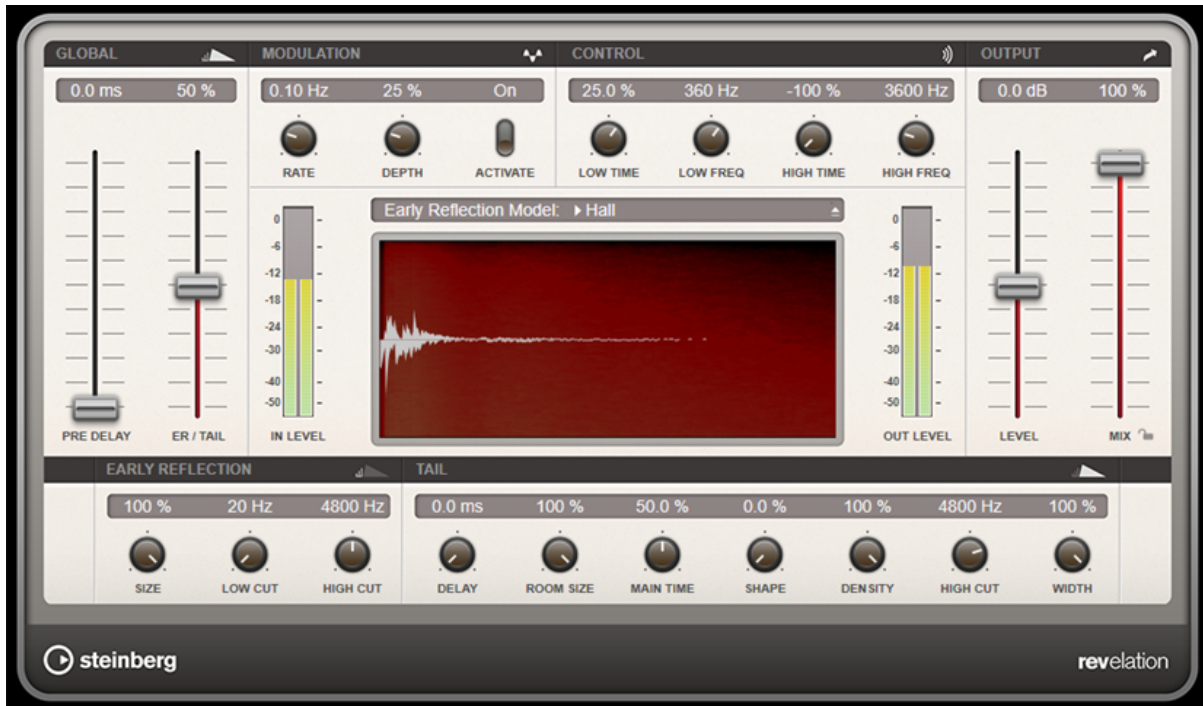 GLOBAL
MODULATION
CONTROL
OUTPUT
0.0 ms 50 %
0.10 Hz 25 % On
25.0 % 360 Hz -100 % 3600 Hz
0.0 dB 100 %
RATE DEPTH ACTIVATE
LOW TIME LOW FREQ HIGH TIME HIGH FREQ
Early Reflection Model: Hall
0
-6
-12
-18
-24
-30
-40
-50
0
-6
-12
-18
-24
-30
-40
-50
PRE DELAY ER / TAIL
IN LEVEL
OUT LEVEL
LEVEL MIX
EARLY REFLECTION
TAIL
100 % 20 Hz 4800 Hz
0.0 ms 100 % 50.0 % 0.0 % 100 % 4800 Hz 100 %
SIZE LOW CUT HIGH CUT
DELAY ROOM SIZE MAIN TIME SHAPE DENSITY HIGH CUT WIDTH
steinberg
revelation